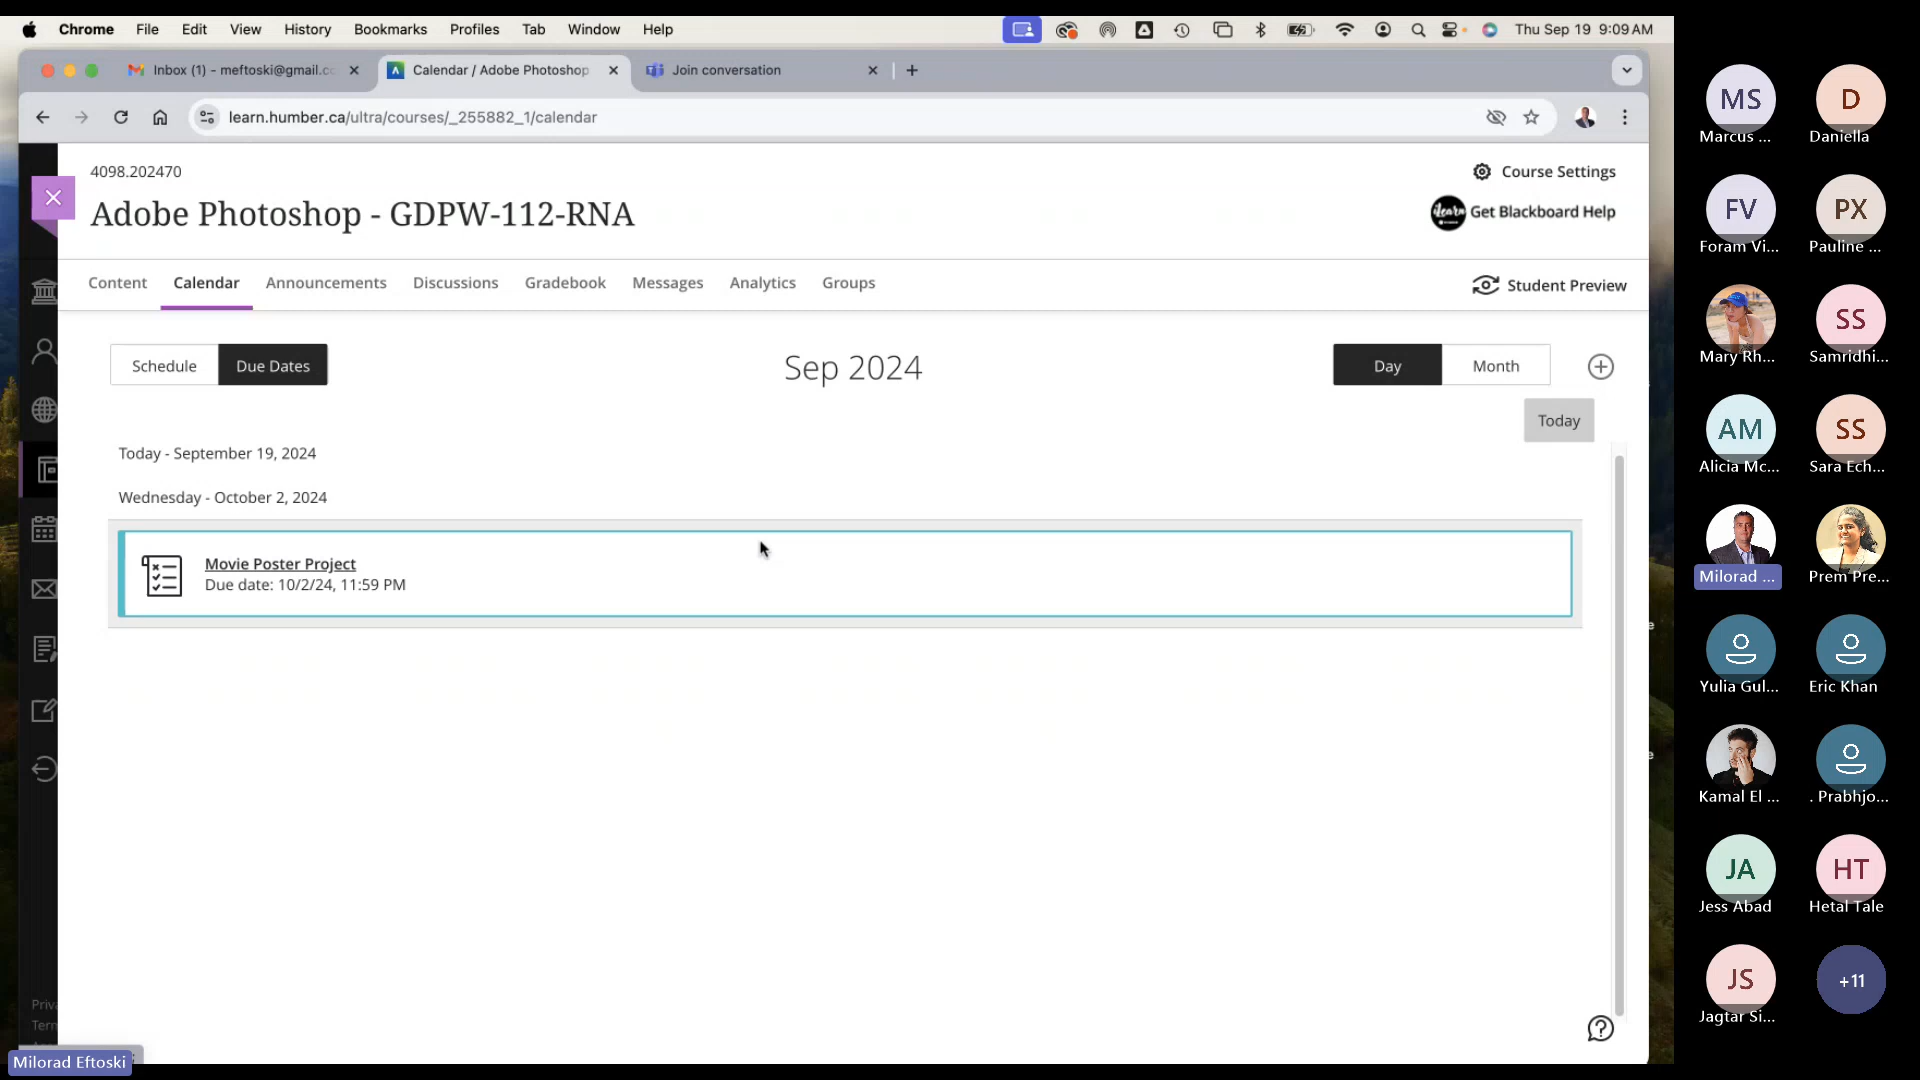 Chrome File Edit View History Bookmarks Profiles Tab Window Help Thu Sep 19 9:09 AM
Inbox (1) - meftoski@gmail.c
Calendar / Adobe Photoshop
Join conversation
learn.humber.ca/ultra/courses/_255882_1/calendar
4098.202470
Course Settings
Adobe Photoshop - GDPW-112-RNA
Get Blackboard Help
Content Calendar Announcements Discussions Gradebook Messages Analytics Groups
Student Preview
Schedule Due Dates
Sep 2024
Day Month
Today
Today - September 19, 2024
Wednesday - October 2, 2024
Movie Poster Project
Due date: 10/2/24, 11:59 PM
Priv
Tern
Milorad Eftoski
MS D
Marcus ... Daniella
FV PX
Foram Vi... Pauline ...
SS
Mary Rh... Samridhi...
AM SS
Alicia Mc... Sara Ech...
Milorad ... Prem Pre...
Yulia Gul... Eric Khan
Kamal El ... . Prabhjo...
JA HT
Jess Abad Hetal Tale
JS +11
Jagtar Si...